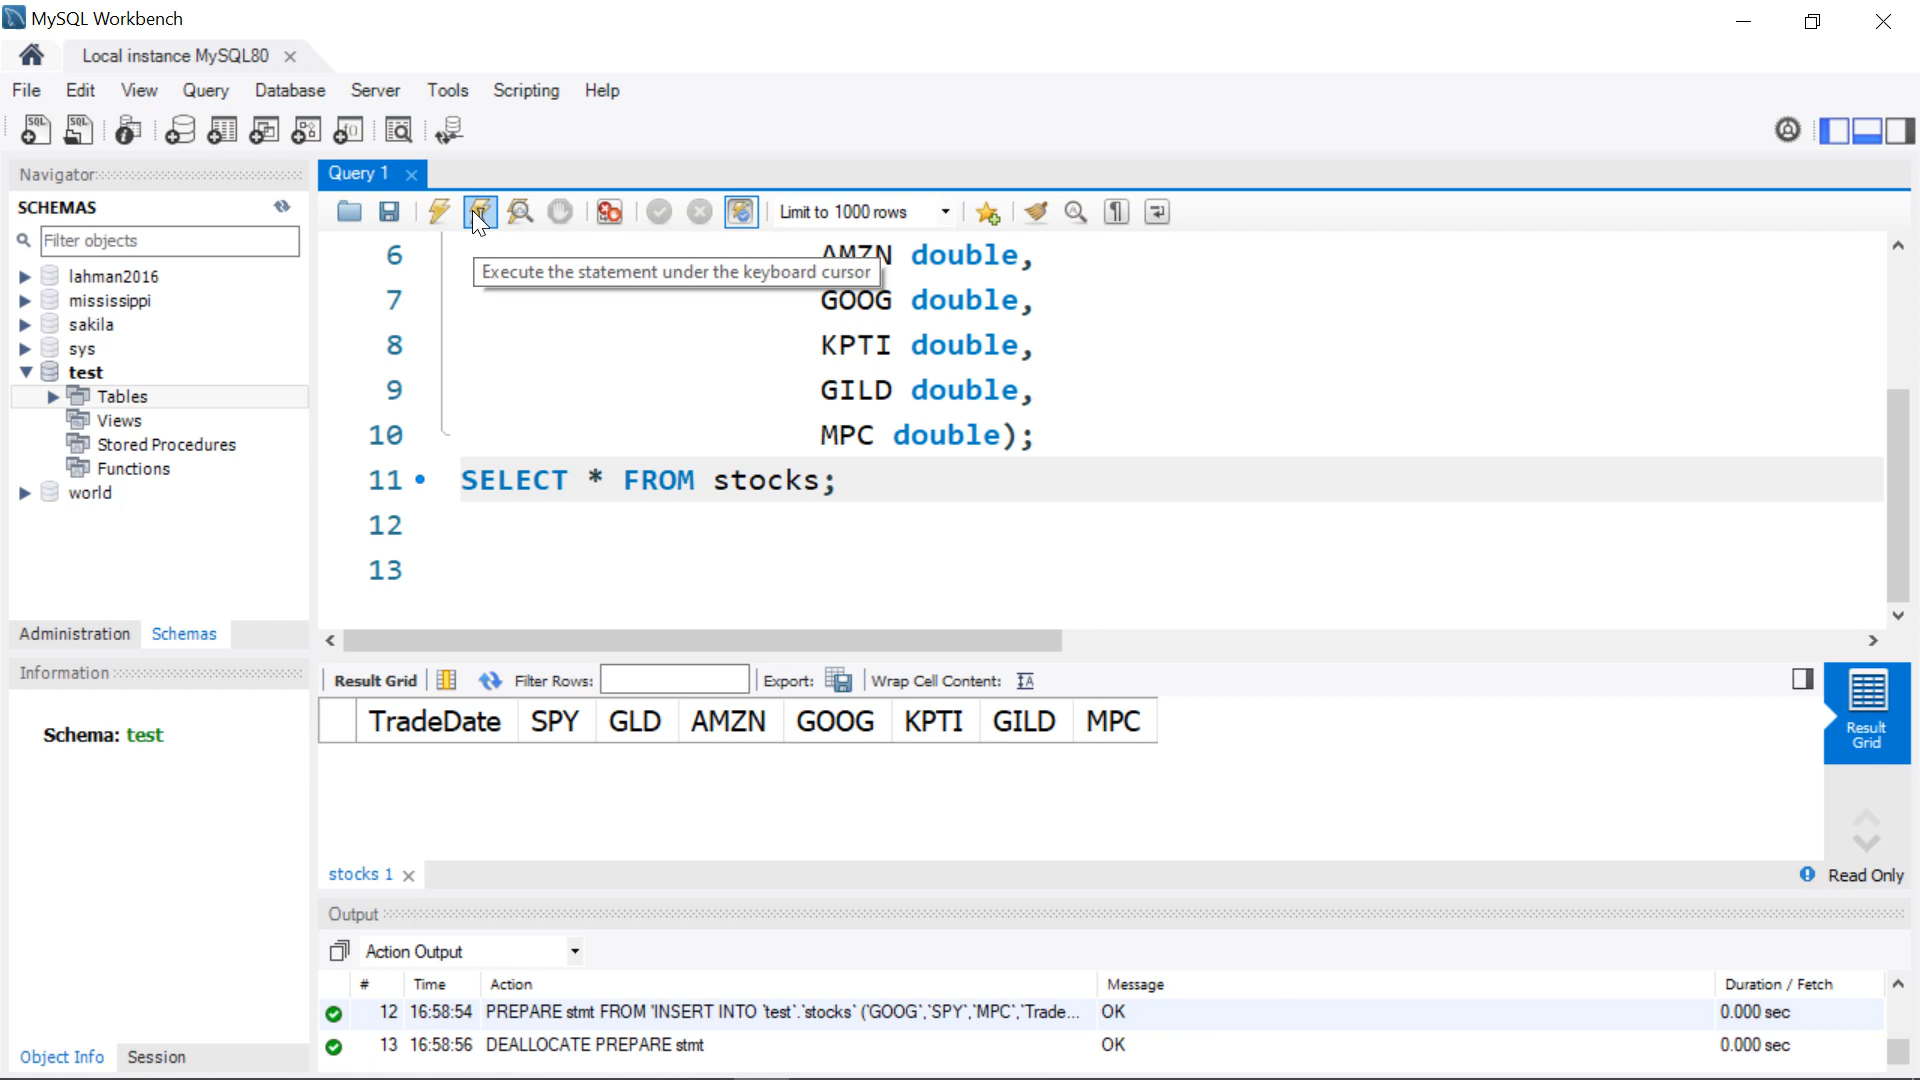 MySQL Workbench
Local instance MySQL80
File Edit View Query Database Server Tools Scripting Help
Navigator
SCHEMAS
Filter objects
lahman2016
mississippi
sakila
sys
test
Tables
Views
Stored Procedures
Functions
world
Administration Schemas
Information
Schema: test
Object Info Session
Query 1
Limit to 1000 rows
Execute the statement under the keyboard cursor
6 AMZN double,
7 GOOG double,
8 KPTI double,
9 GILD double,
10 MPC double);
11 SELECT * FROM stocks;
12
13
Result Grid Filter Rows: Export: Wrap Cell Content:
TradeDate SPY GLD AMZN GOOG KPTI GILD MPC
Result
Grid
stocks 1
Read Only
Output
Action Output
# Time Action Message Duration / Fetch
12 16:58:54 PREPARE stmt FROM 'INSERT INTO `test`.`stocks` (`GOOG`,`SPY`,`MPC`,`Trade... OK 0.000 sec
13 16:58:56 DEALLOCATE PREPARE stmt OK 0.000 sec